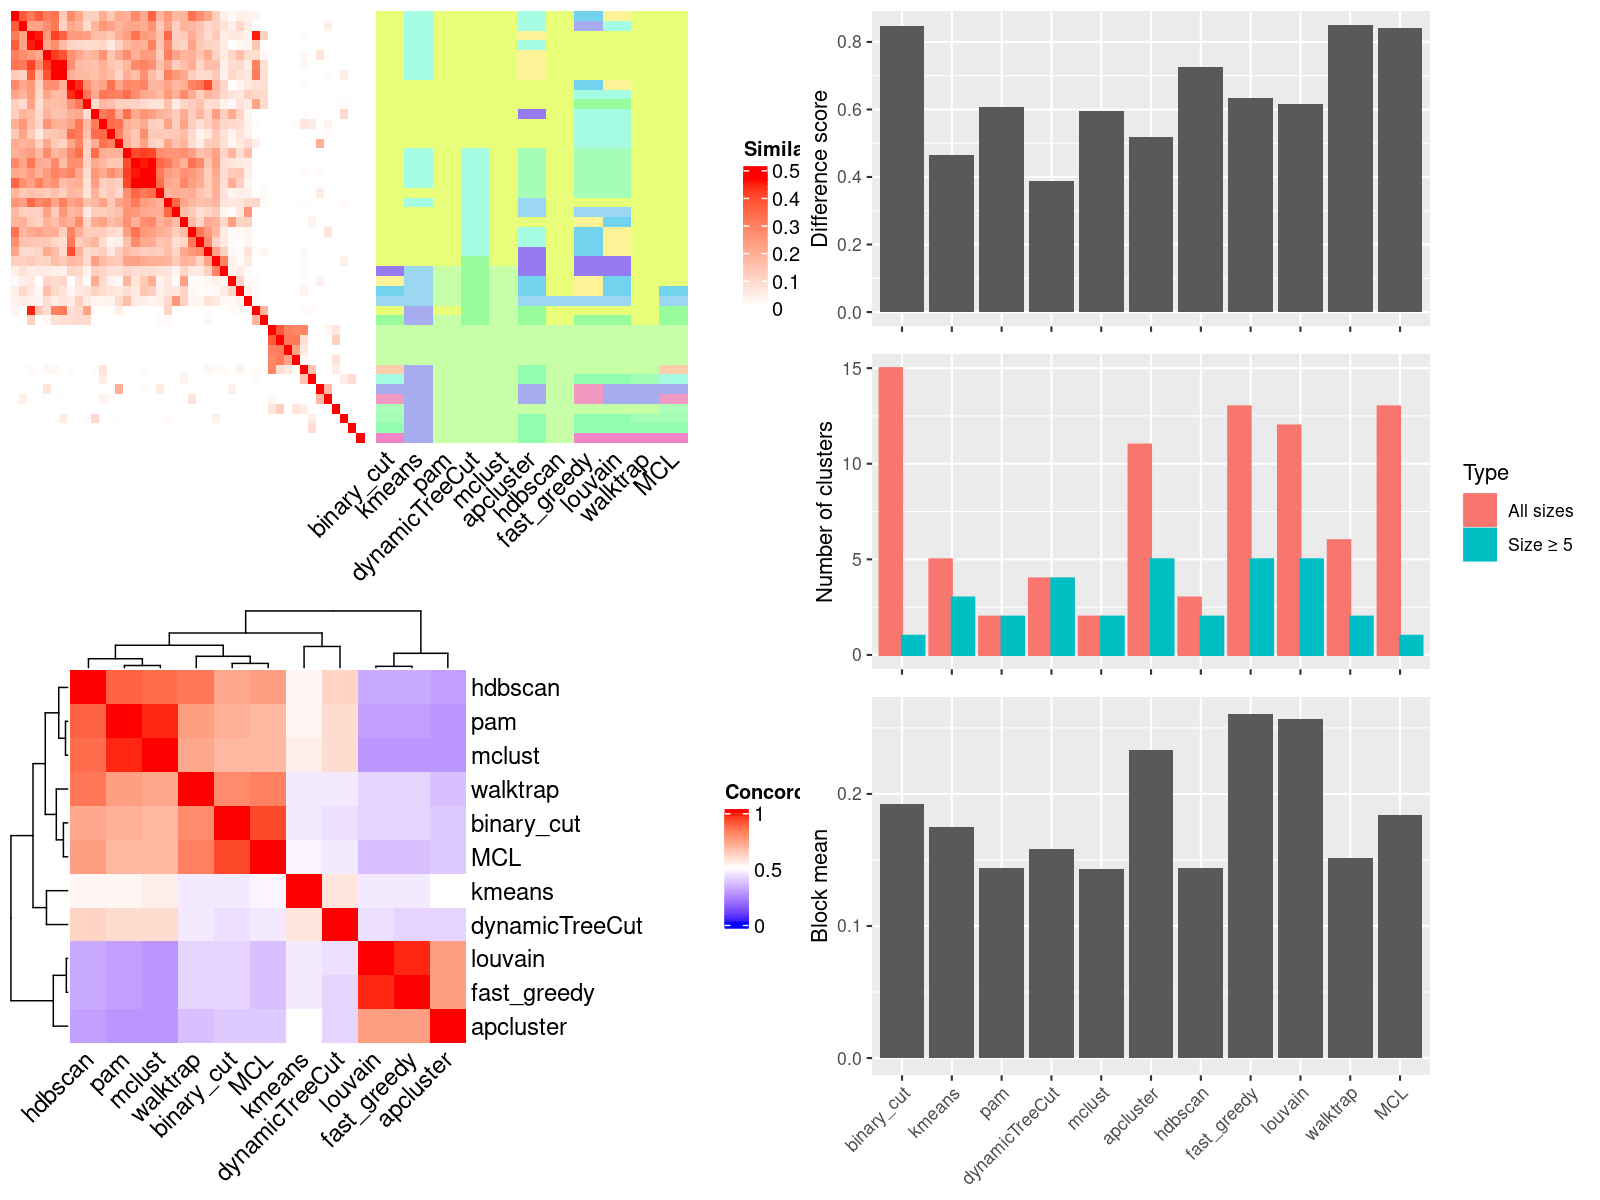 Simila
0.5
0.4
0.3
0.2
0.1
0
binary_cut
kmeans
pam
dynamicTreeCut
mclust
apcluster
hdbscan
fast_greedy
louvain
walktrap
MCL
hdbscan
pam
mclust
walktrap
binary_cut
MCL
kmeans
dynamicTreeCut
louvain
fast_greedy
apcluster
hdbscan
pam
mclust
walktrap
binary_cut
MCL
kmeans
dynamicTreeCut
louvain
fast_greedy
apcluster
Concord
1
0.5
0
Difference score
0.8
0.6
0.4
0.2
0.0
Number of clusters
15
10
5
0
Type
All sizes
Size ≥ 5
Block mean
0.2
0.1
0.0
binary_cut
kmeans
pam
dynamicTreeCut
mclust
apcluster
hdbscan
fast_greedy
louvain
walktrap
MCL